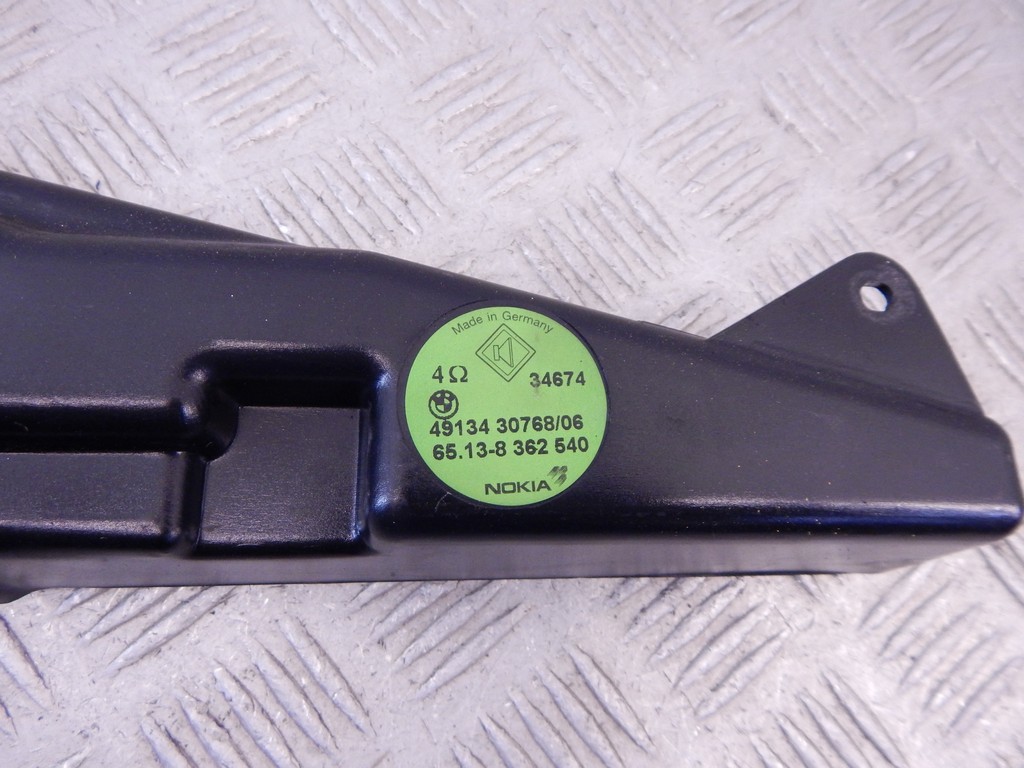 Made in Germany
4 Ω 34674
49134 30768/06
65.13-8 362 540
NOKIA